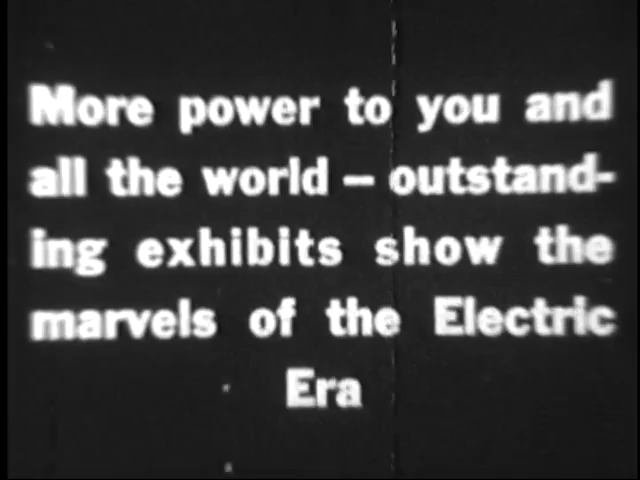 More power to you and
all the world – outstand-
ing exhibits show the
marvels of the Electric
Era